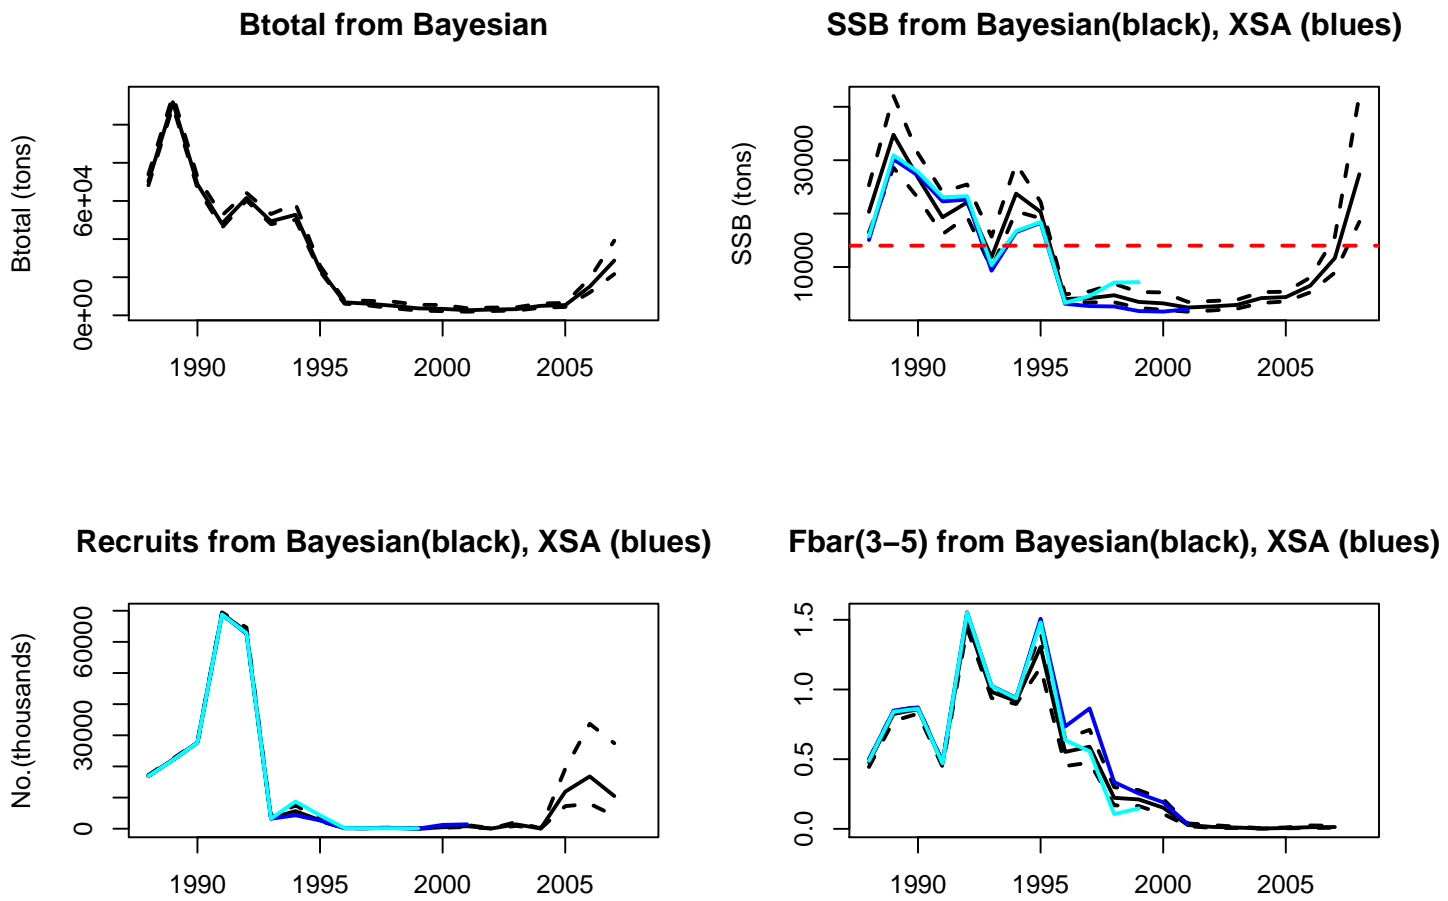 Btotal from Bayesian
Btotal (tons)
6e+04
0e+00
1990 1995 2000 2005
SSB from Bayesian(black), XSA (blues)
SSB (tons)
30000
10000
1990 1995 2000 2005
Recruits from Bayesian(black), XSA (blues)
No.(thousands)
60000
30000
0
1990 1995 2000 2005
Fbar(3−5) from Bayesian(black), XSA (blues)
1.5
1.0
0.5
0.0
1990 1995 2000 2005